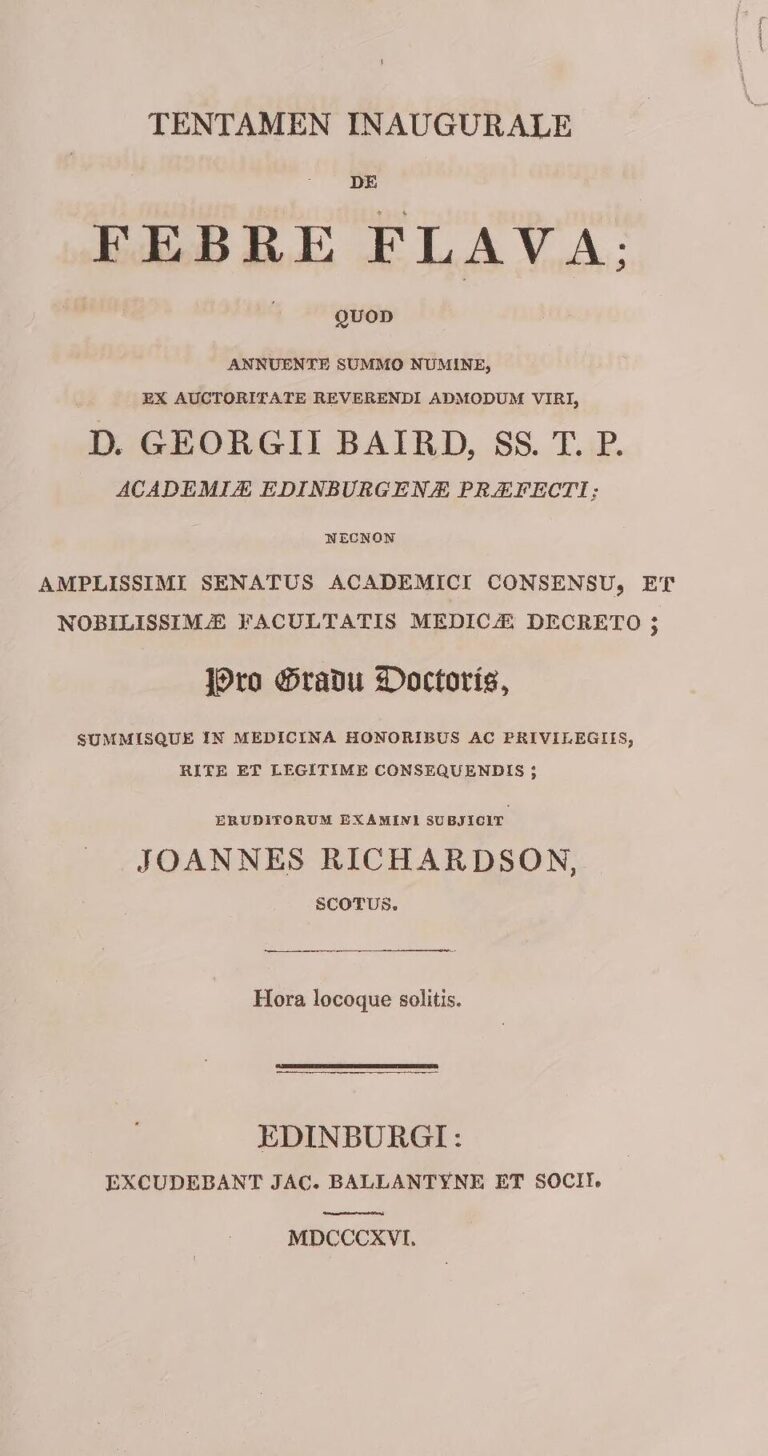 TENTAMEN INAUGURALE
DE
FEBRE FLAVA;
QUOD
ANNUENTE SUMMO NUMINE,
EX AUCTORITATE REVERENDI ADMODUM VIRI,
D. GEORGII BAIRD, SS. T. P.
ACADEMIÆ EDINBURGENÆ PRÆFECTI;
NECNON
AMPLISSIMI SENATUS ACADEMICI CONSENSU, ET
NOBILISSIMÆ FACULTATIS MEDICÆ DECRETO;
Pro Gradu Doctoris,
SUMMISQUE IN MEDICINA HONORIBUS AC PRIVILEGIIS,
RITE ET LEGITIME CONSEQUENDIS;
ERUDITORUM EXAMINI SUBJICIT
JOANNES RICHARDSON,
SCOTUS.
Hora locoque solitis.
EDINBURGI:
EXCUDEBANT JAC. BALLANTYNE ET SOCII.
MDCCCXVI.